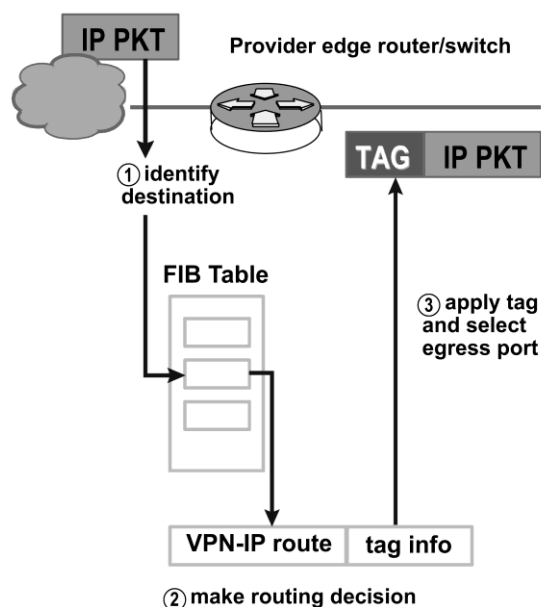 IP PKT
Provider edge router/switch
TAG IP PKT
① identify
destination
FIB Table
③ apply tag
and select
egress port
VPN-IP route tag info
② make routing decision